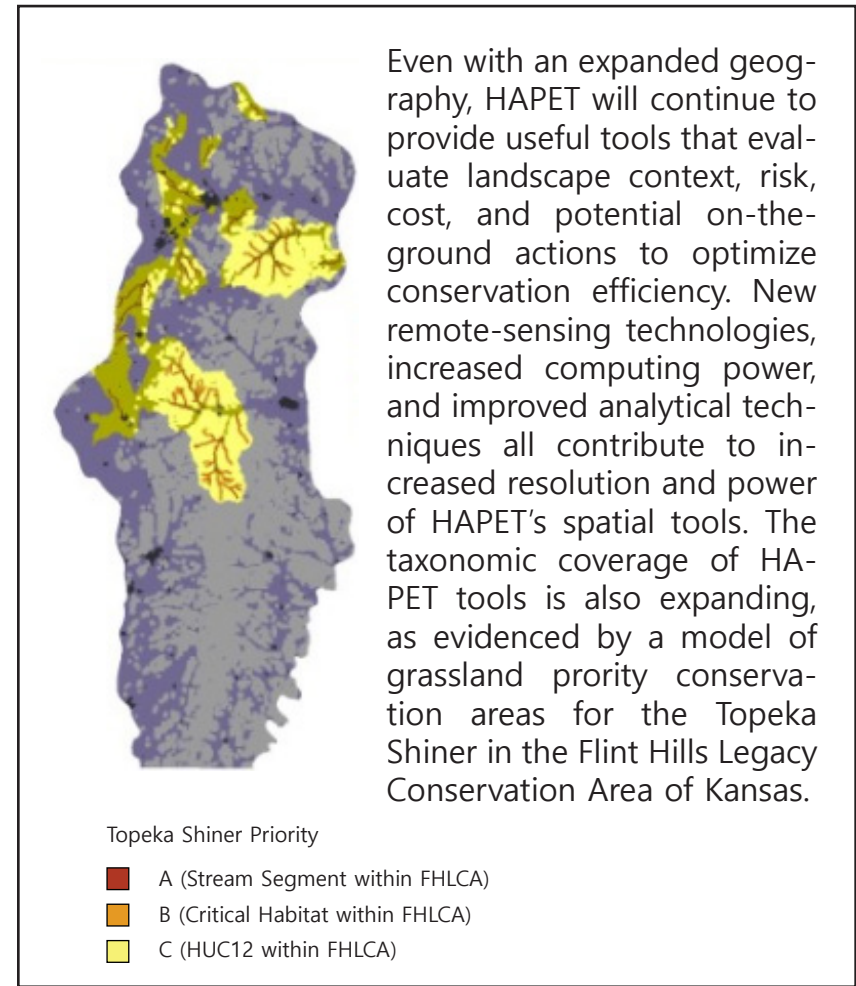 Even with an expanded geog-
raphy, HAPET will continue to
provide useful tools that eval-
uate landscape context, risk,
cost, and potential on-the-
ground actions to optimize
conservation efficiency. New
remote-sensing technologies,
increased computing power,
and improved analytical tech-
niques all contribute to in-
creased resolution and power
of HAPET's spatial tools. The
taxonomic coverage of HA-
PET tools is also expanding,
as evidenced by a model of
grassland prority conserva-
tion areas for the Topeka
Shiner in the Flint Hills Legacy
Conservation Area of Kansas.
Topeka Shiner Priority
A (Stream Segment within FHLCA)
B (Critical Habitat within FHLCA)
C (HUC12 within FHLCA)